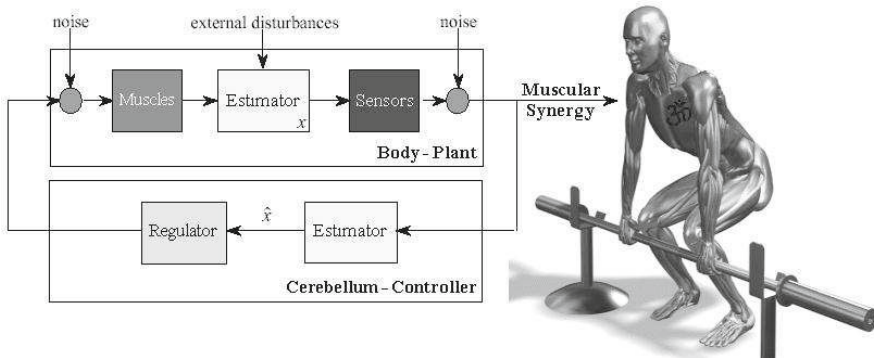 noise
external disturbances
noise
Muscles
Estimator
x
Sensors
Body - Plant
Muscular
Synergy
ॐ
Regulator
x̂
Estimator
Cerebellum - Controller